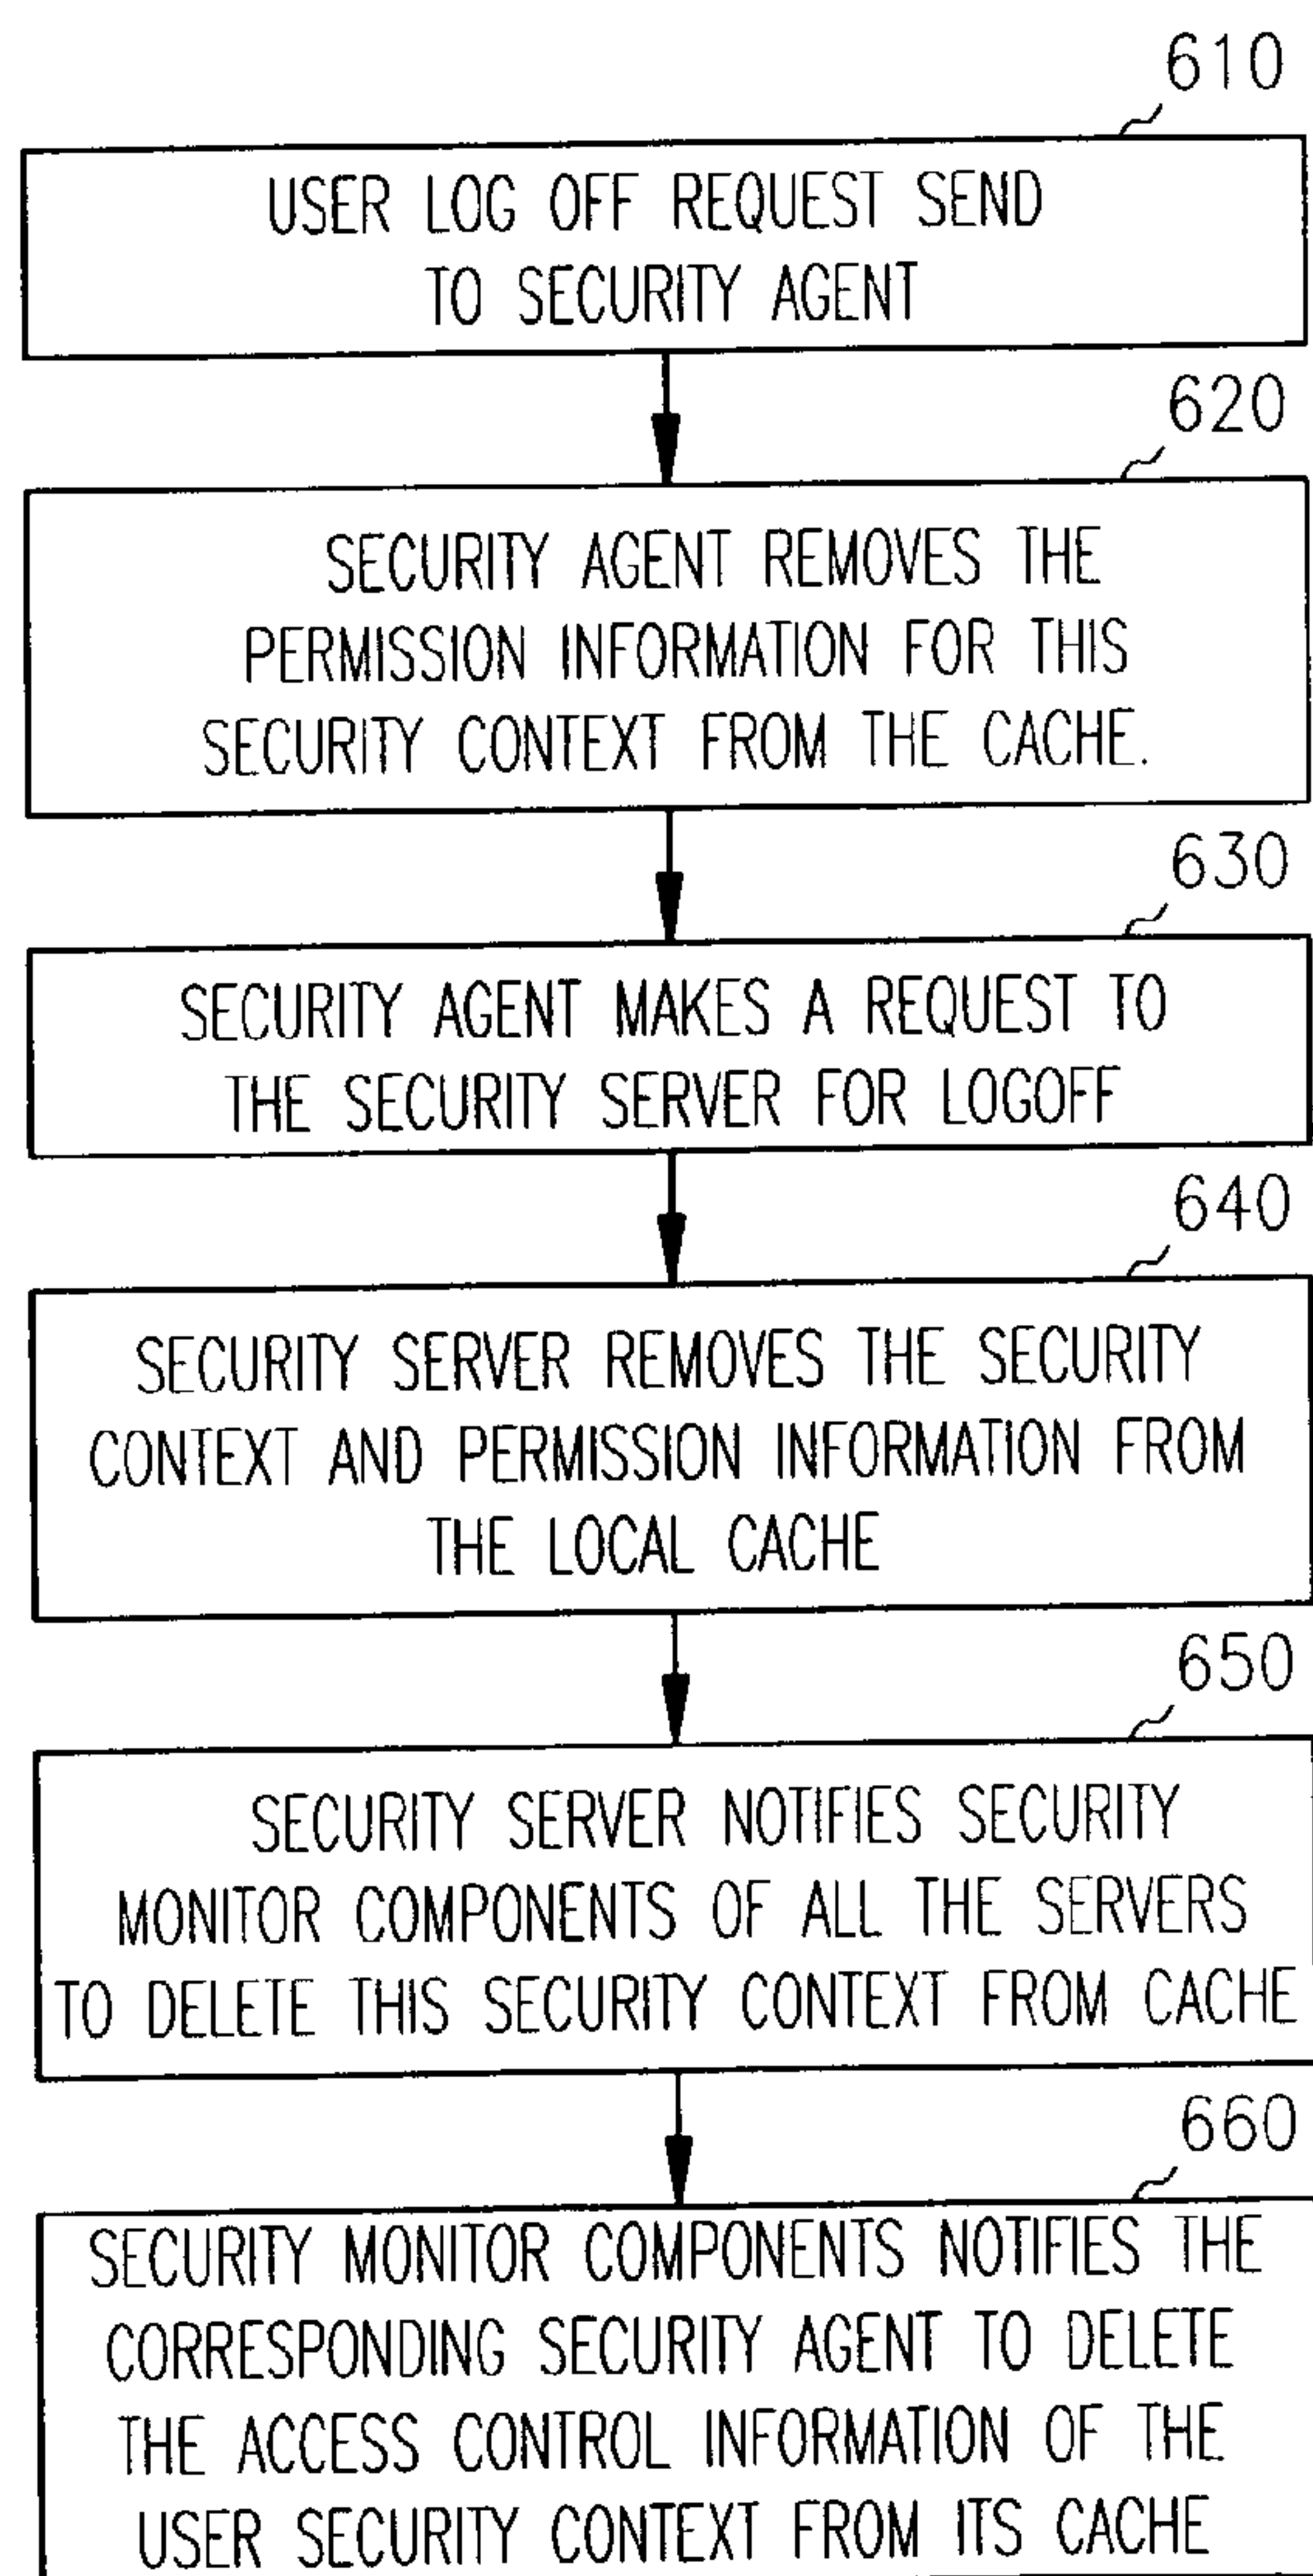 610
USER LOG OFF REQUEST SEND
TO SECURITY AGENT
620
SECURITY AGENT REMOVES THE
PERMISSION INFORMATION FOR THIS
SECURITY CONTEXT FROM THE CACHE.
630
SECURITY AGENT MAKES A REQUEST TO
THE SECURITY SERVER FOR LOGOFF
640
SECURITY SERVER REMOVES THE SECURITY
CONTEXT AND PERMISSION INFORMATION FROM
THE LOCAL CACHE
650
SECURITY SERVER NOTIFIES SECURITY
MONITOR COMPONENTS OF ALL THE SERVERS
TO DELETE THIS SECURITY CONTEXT FROM CACHE
660
SECURITY MONITOR COMPONENTS NOTIFIES THE
CORRESPONDING SECURITY AGENT TO DELETE
THE ACCESS CONTROL INFORMATION OF THE
USER SECURITY CONTEXT FROM ITS CACHE